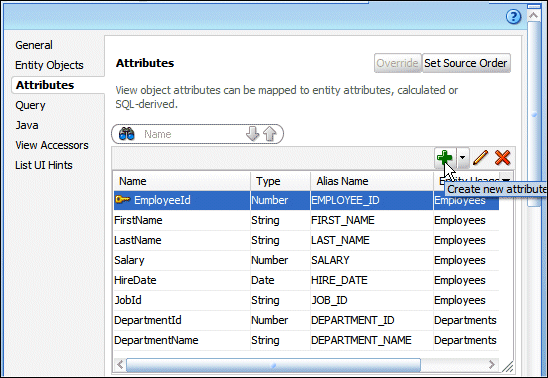 ?
General
Entity Objects
Attributes
Query
Java
View Accessors
List UI Hints
Attributes Override Set Source Order
View object attributes can be mapped to entity attributes, calculated or
SQL-derived.
Name
Name Type Alias Name Entity Usage
Create new attribute
EmployeeId Number EMPLOYEE_ID Employees
FirstName String FIRST_NAME Employees
LastName String LAST_NAME Employees
Salary Number SALARY Employees
HireDate Date HIRE_DATE Employees
JobId String JOB_ID Employees
DepartmentId Number DEPARTMENT_ID Departments
DepartmentName String DEPARTMENT_NAME Departments